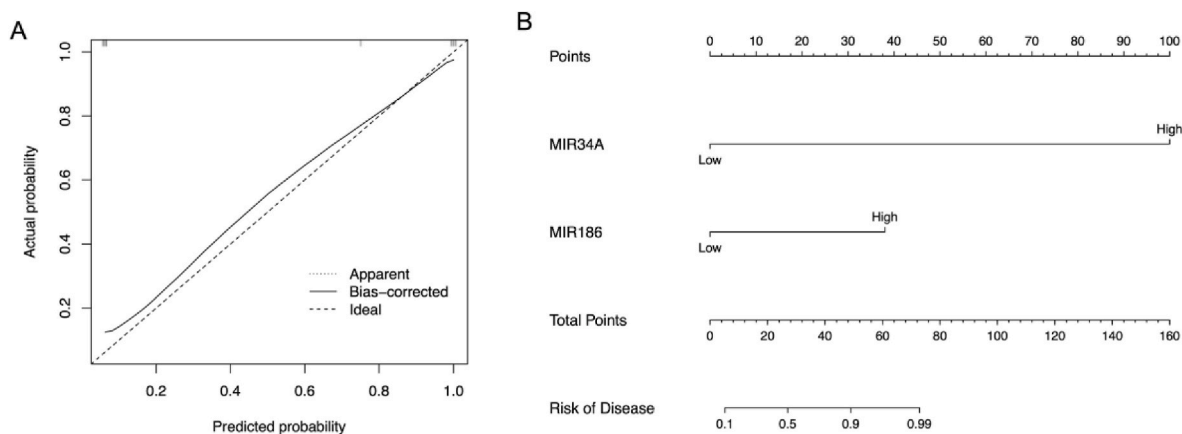 A
Actual probability
1.0
0.8
0.6
0.4
0.2
Apparent
Bias-corrected
Ideal
0.2 0.4 0.6 0.8 1.0
Predicted probability
B
Points
0 10 20 30 40 50 60 70 80 90 100
MIR34A
High
Low
MIR186
High
Low
Total Points
0 20 40 60 80 100 120 140 160
Risk of Disease
0.1 0.5 0.9 0.99